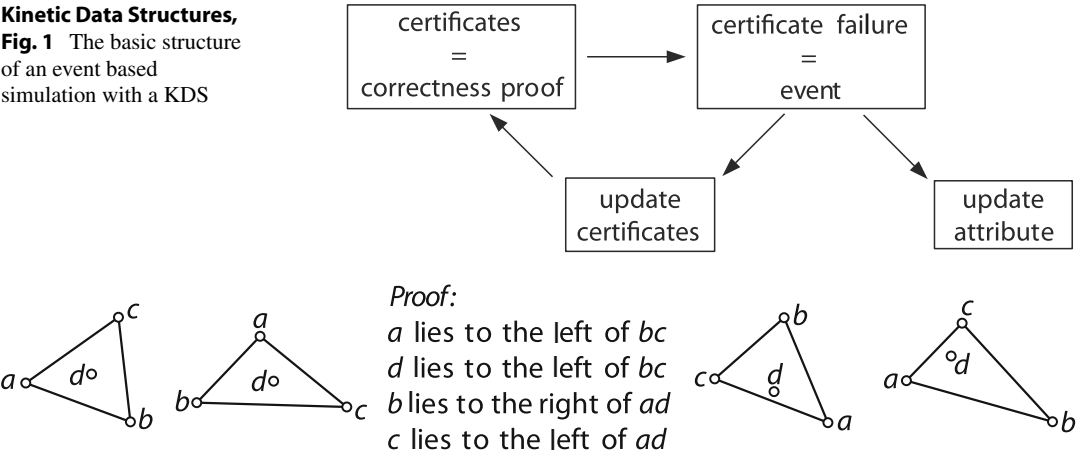 Kinetic Data Structures,
Fig. 1 The basic structure
of an event based
simulation with a KDS
certificates
=
correctness proof
certificate failure
=
event
update
certificates
update
attribute
c
a
d
b
a
b
d
c
Proof:
a lies to the left of bc
d lies to the left of bc
b lies to the right of ad
c lies to the left of ad
b
c
d
a
c
a
d
b